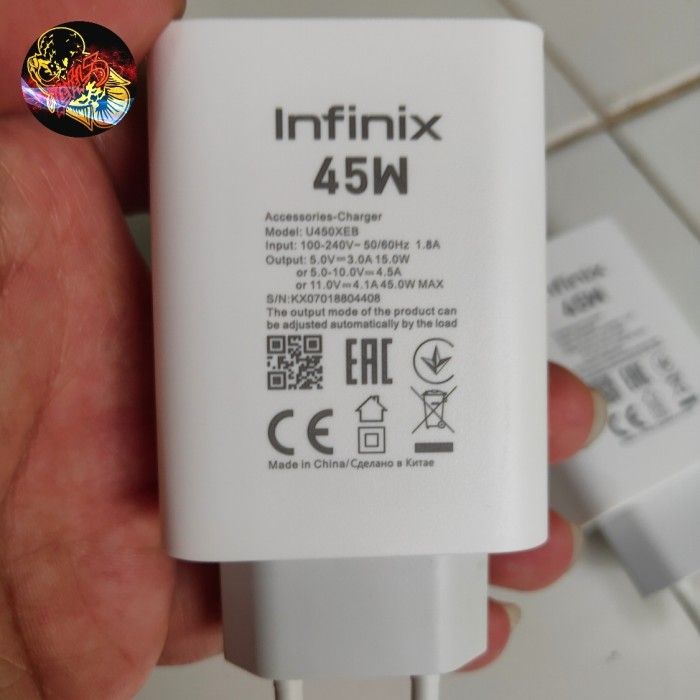 Infinix
45W
Accessories-Charger
Model: U450XEB
Input: 100-240V~ 50/60Hz 1.8A
Output: 5.0V⎓3.0A 15.0W
or 5.0-10.0V⎓4.5A
or 11.0V⎓4.1A 45.0W MAX
S/N:KX07018804408
The output mode of the product can
be adjusted automatically by the load
EAC
CE
Made in China/Сделано в Китае
Infinix
45W
CE